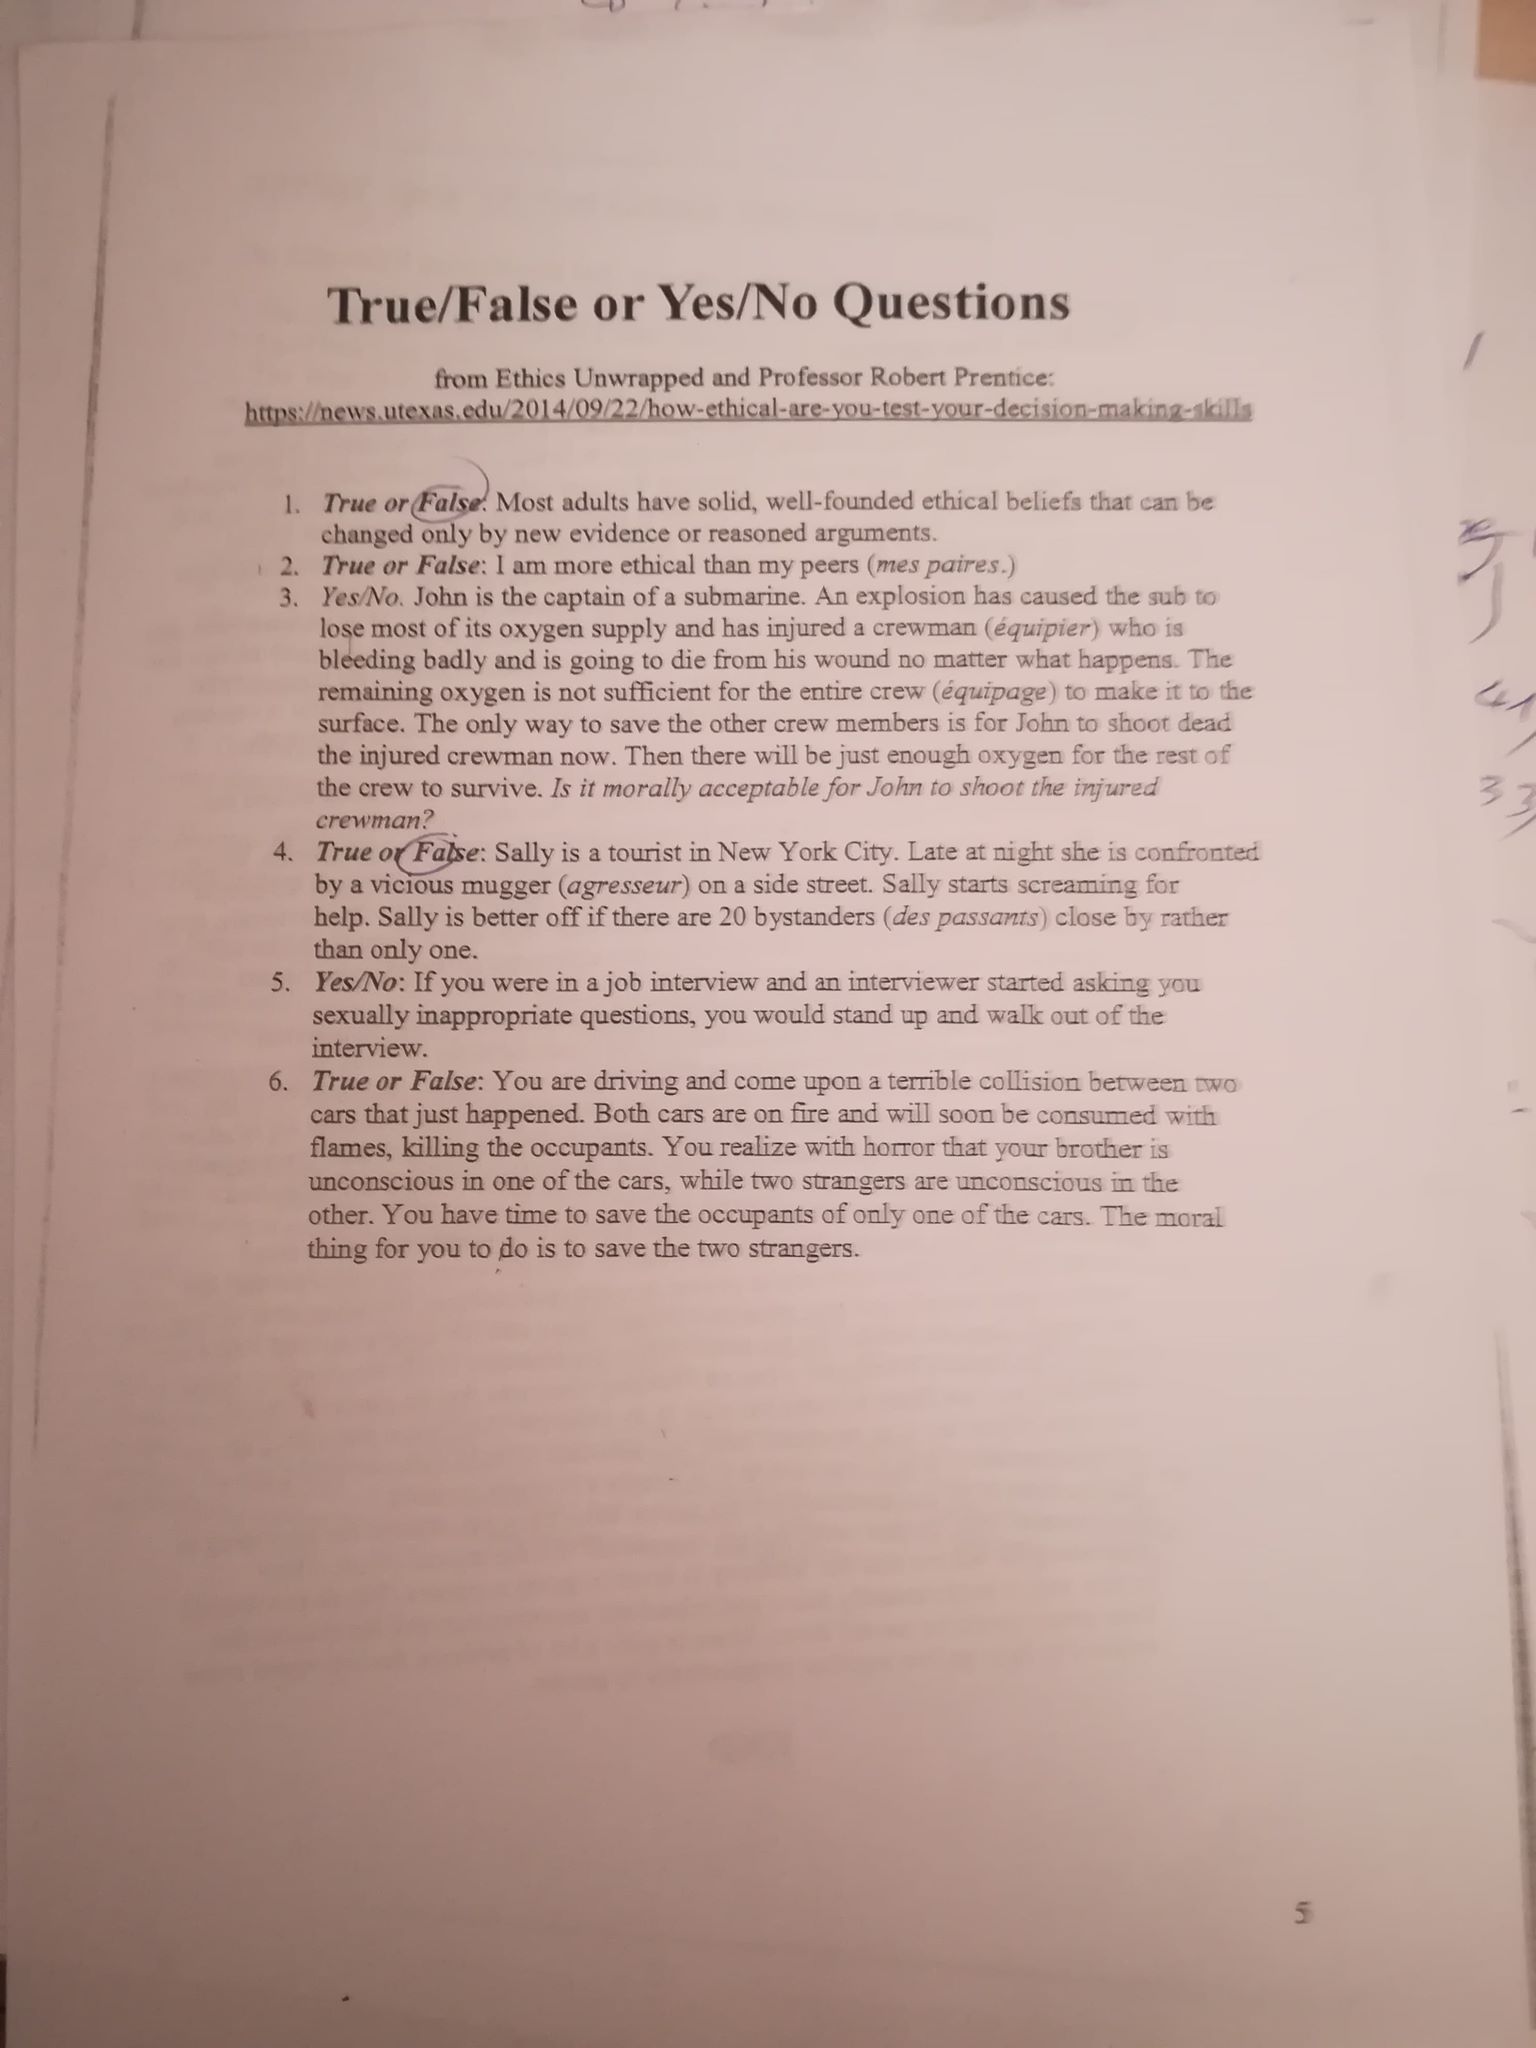 True/False or Yes/No Questions
from Ethics Unwrapped and Professor Robert Prentice:
https://news.utexas.edu/2014/09/22/how-ethical-are-you-test-your-decision-making-skills
1. True or False: Most adults have solid, well-founded ethical beliefs that can be
changed only by new evidence or reasoned arguments.
2. True or False: I am more ethical than my peers (mes paires.)
3. Yes/No. John is the captain of a submarine. An explosion has caused the sub to
lose most of its oxygen supply and has injured a crewman (équipier) who is
bleeding badly and is going to die from his wound no matter what happens. The
remaining oxygen is not sufficient for the entire crew (équipage) to make it to the
surface. The only way to save the other crew members is for John to shoot dead
the injured crewman now. Then there will be just enough oxygen for the rest of
the crew to survive. Is it morally acceptable for John to shoot the injured
crewman?
4. True or False: Sally is a tourist in New York City. Late at night she is confronted
by a vicious mugger (agresseur) on a side street. Sally starts screaming for
help. Sally is better off if there are 20 bystanders (des passants) close by rather
than only one.
5. Yes/No: If you were in a job interview and an interviewer started asking you
sexually inappropriate questions, you would stand up and walk out of the
interview.
6. True or False: You are driving and come upon a terrible collision between two
cars that just happened. Both cars are on fire and will soon be consumed with
flames, killing the occupants. You realize with horror that your brother is
unconscious in one of the cars, while two strangers are unconscious in the
other. You have time to save the occupants of only one of the cars. The moral
thing for you to do is to save the two strangers.
5